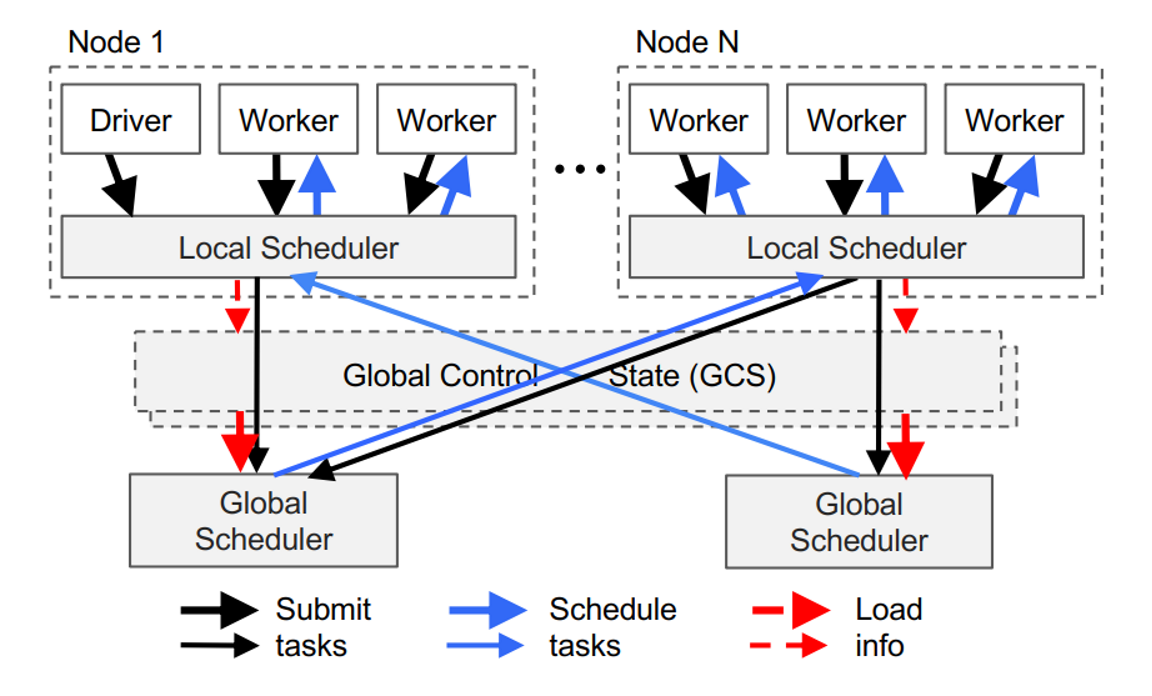 Node 1
Node N
Driver
Worker
Worker
Worker
Worker
Worker
Local Scheduler
Local Scheduler
Global Control State (GCS)
Global
Scheduler
Global
Scheduler
Submit
tasks
Schedule
tasks
Load
info